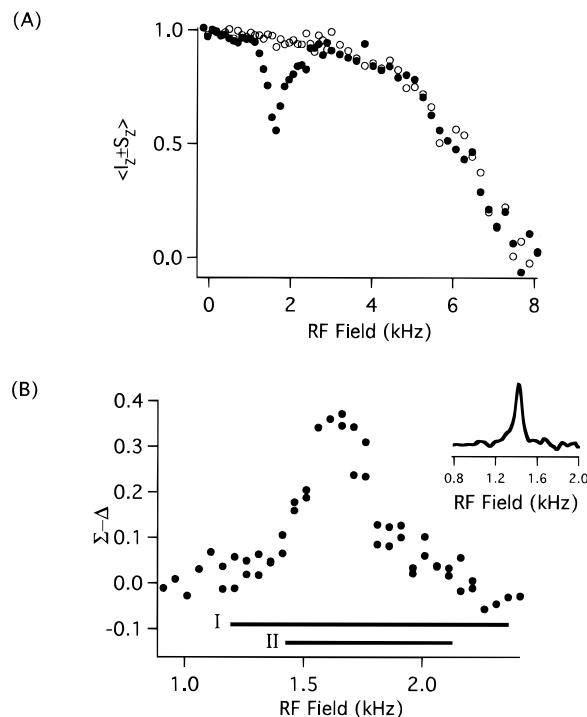 (A)
1.0
0.5
0.0
<I_Z±S_Z>
0 2 4 6 8
RF Field (kHz)
(B)
0.4
0.3
0.2
0.1
0.0
-0.1
Σ-Δ
I
II
1.0 1.5 2.0
RF Field (kHz)
0.8 1.2 1.6 2.0
RF Field (kHz)